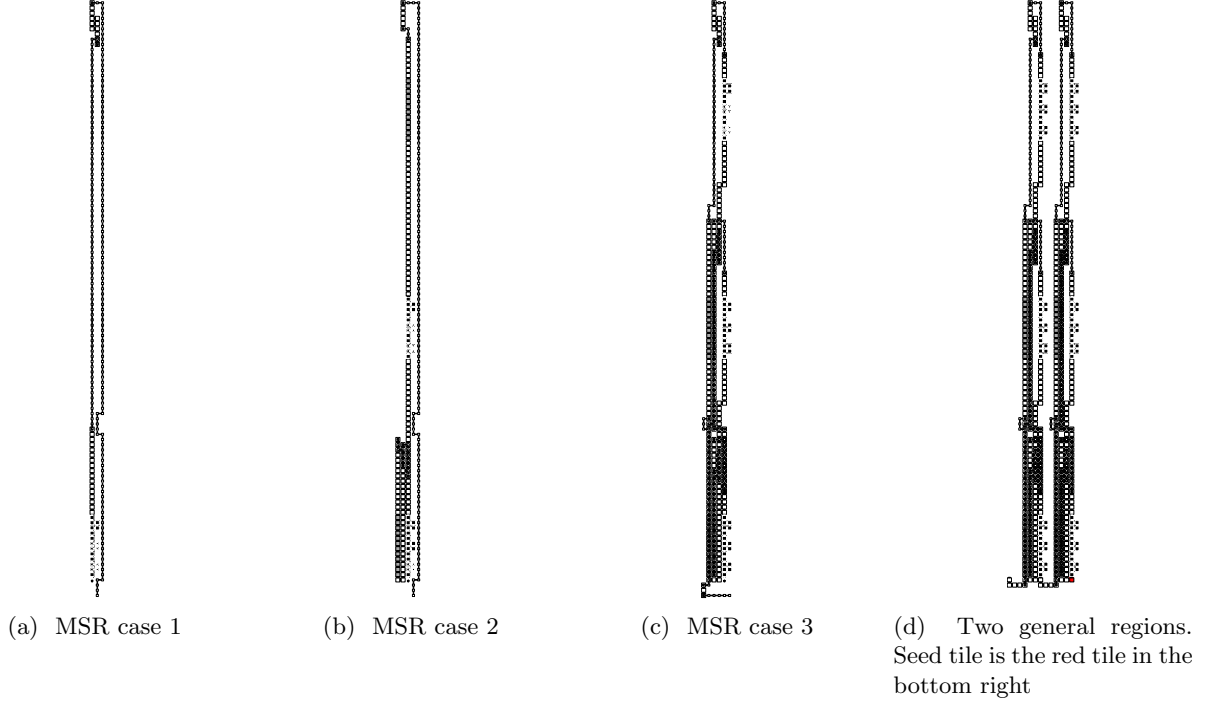 (a) MSR case 1
(b) MSR case 2
(c) MSR case 3
(d) Two general regions.
Seed tile is the red tile in the
bottom right